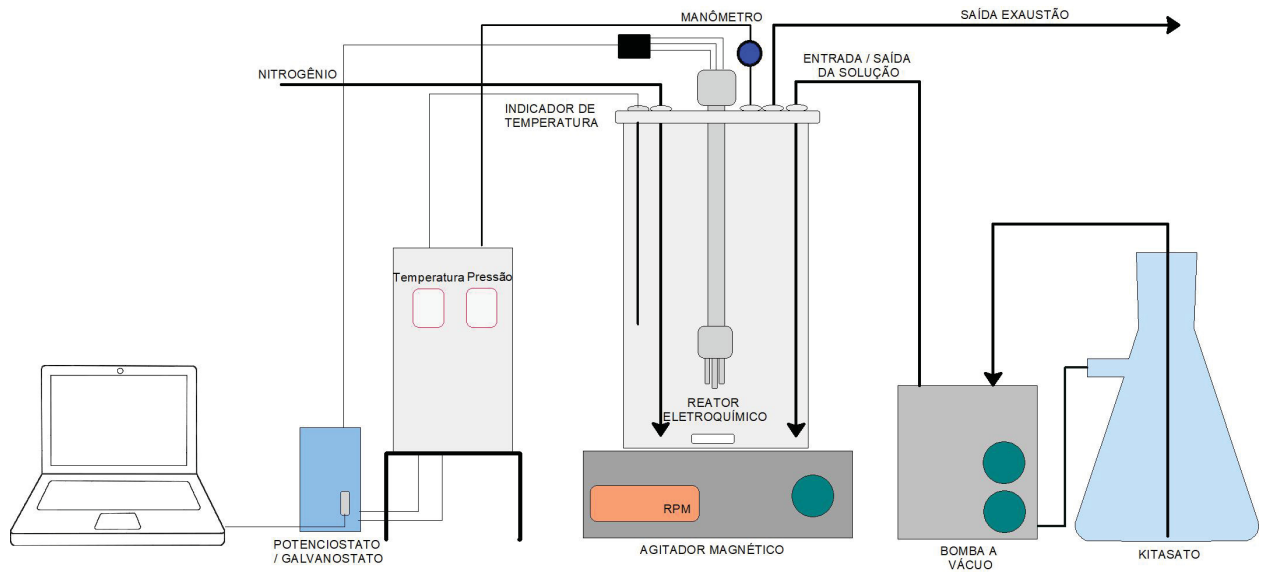 MANÔMETRO
SAÍDA EXAUSTÃO
ENTRADA / SAÍDA
DA SOLUÇÃO
NITROGÊNIO
INDICADOR DE
TEMPERATURA
Temperatura
Pressão
REATOR
ELETROQUÍMICO
RPM
POTENCIOSTATO
/ GALVANOSTATO
AGITADOR MAGNÉTICO
BOMBA A
VÁCUO
KITASATO